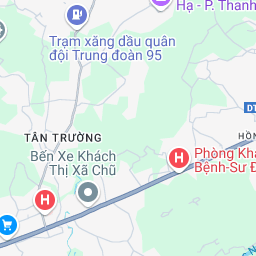 Hạ - P. Thanh
Trạm xăng dầu quân
đội Trung đoàn 95
TÂN TRƯỜNG
Bến Xe Khách
Thị Xã Chũ
Phòng Khá
Bệnh-Sư Đ
HÒN